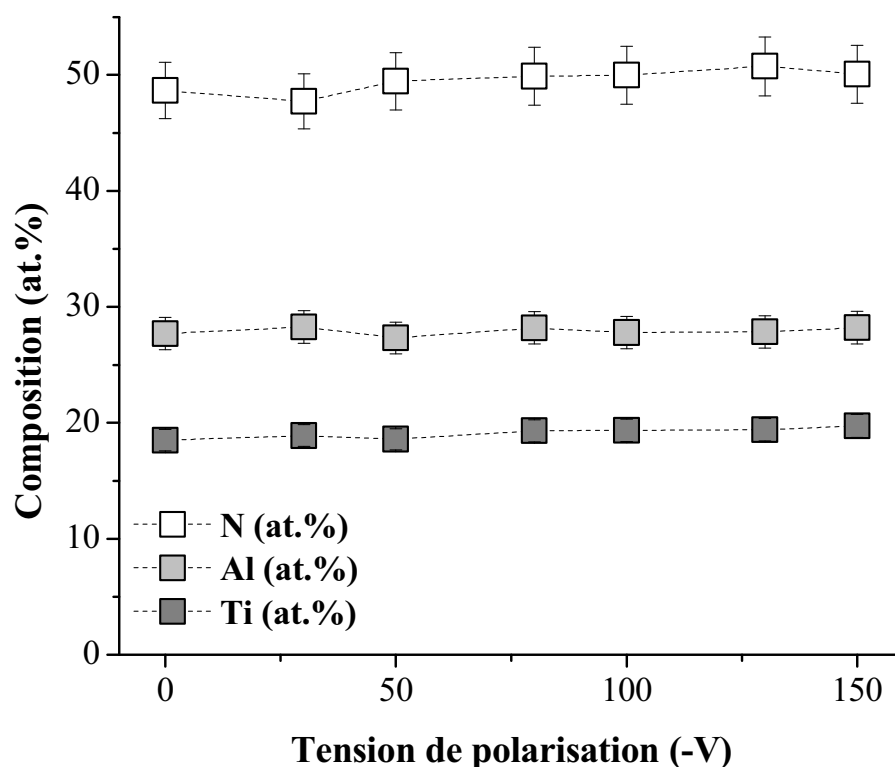 50
40
30
20
10
0
Composition (at.%)
N (at.%)
Al (at.%)
Ti (at.%)
0
50
100
150
Tension de polarisation (-V)